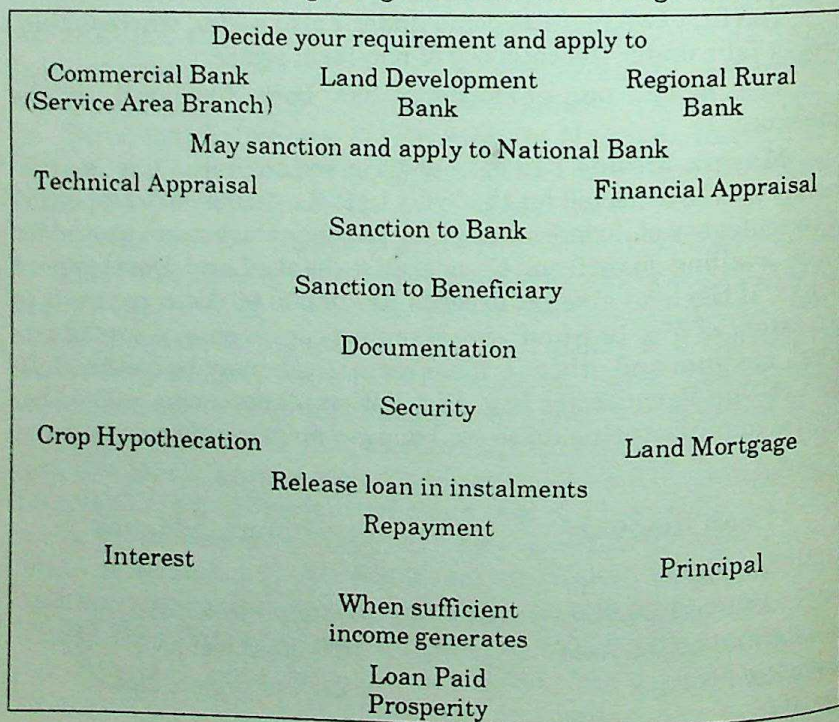 Decide your requirement and apply to
Commercial Bank Land Development Regional Rural
(Service Area Branch) Bank Bank
May sanction and apply to National Bank
Technical Appraisal Financial Appraisal
Sanction to Bank
Sanction to Beneficiary
Documentation
Security
Crop Hypothecation Land Mortgage
Release loan in instalments
Repayment
Interest Principal
When sufficient
income generates
Loan Paid
Prosperity